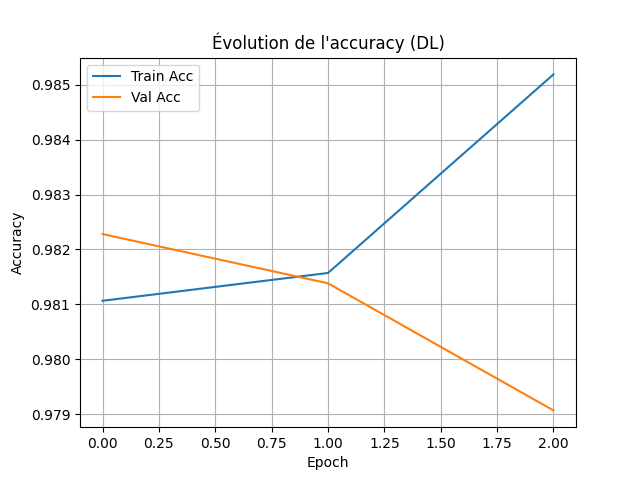 Évolution de l'accuracy (DL)
Train Acc
Val Acc
0.985
0.984
0.983
0.982
0.981
0.980
0.979
Accuracy
0.00 0.25 0.50 0.75 1.00 1.25 1.50 1.75 2.00
Epoch